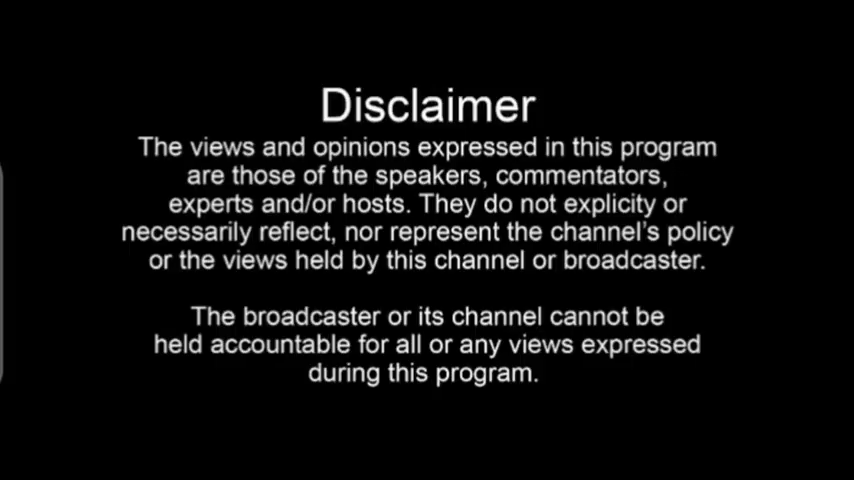 Disclaimer
The views and opinions expressed in this program
are those of the speakers, commentators,
experts and/or hosts. They do not explicity or
necessarily reflect, nor represent the channel's policy
or the views held by this channel or broadcaster.
The broadcaster or its channel cannot be
held accountable for all or any views expressed
during this program.